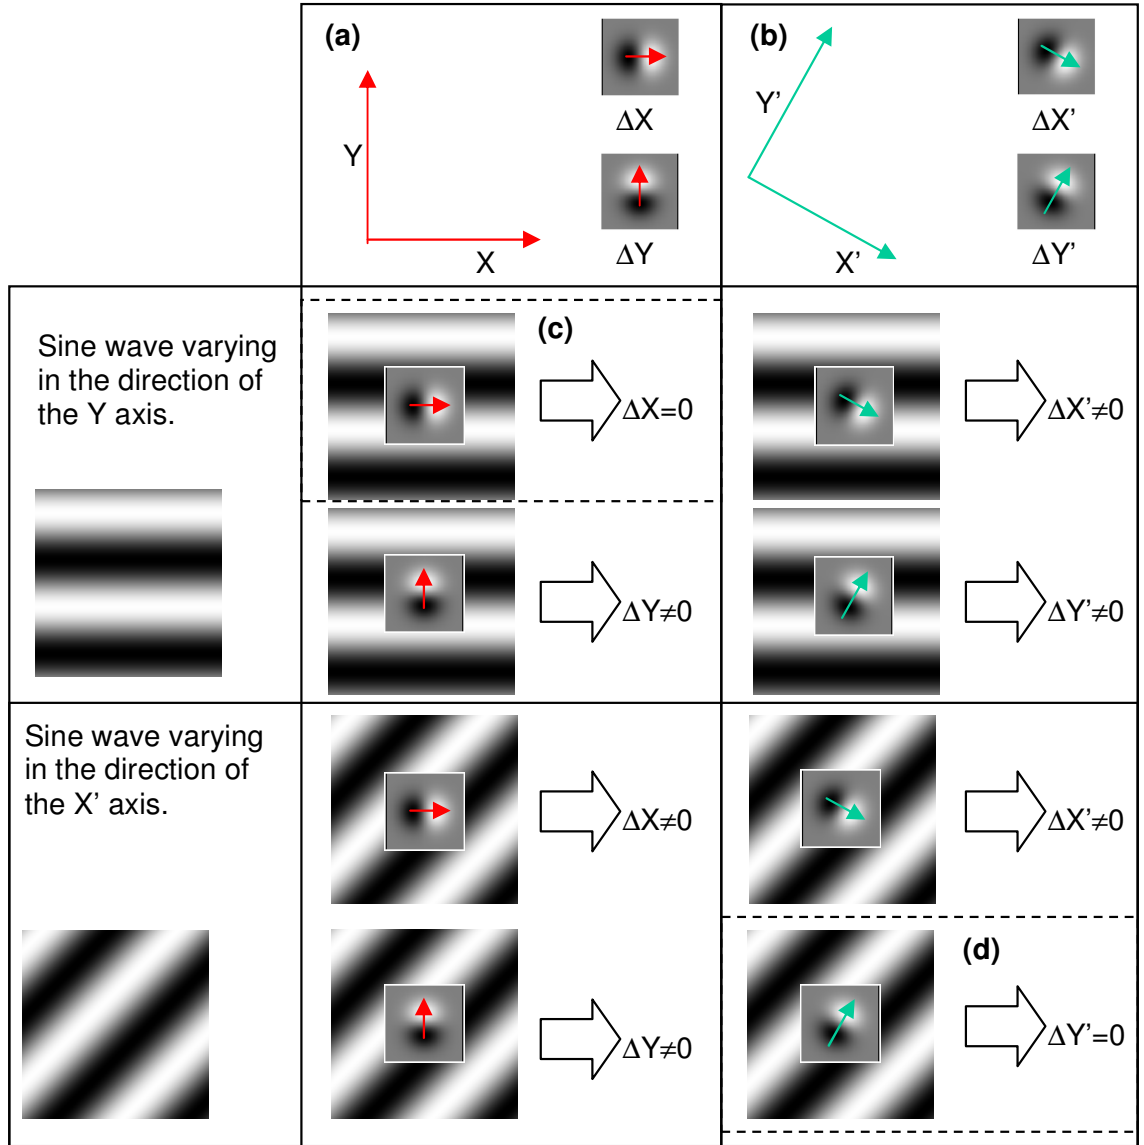 (a)
ΔX
Y
X
ΔY
(b)
Y’
ΔX’
X’
ΔY’
Sine wave varying
in the direction of
the Y axis.
(c)
ΔX=0
ΔX’≠0
ΔY≠0
ΔY’≠0
Sine wave varying
in the direction of
the X’ axis.
ΔX≠0
ΔX’≠0
ΔY≠0
(d)
ΔY’=0